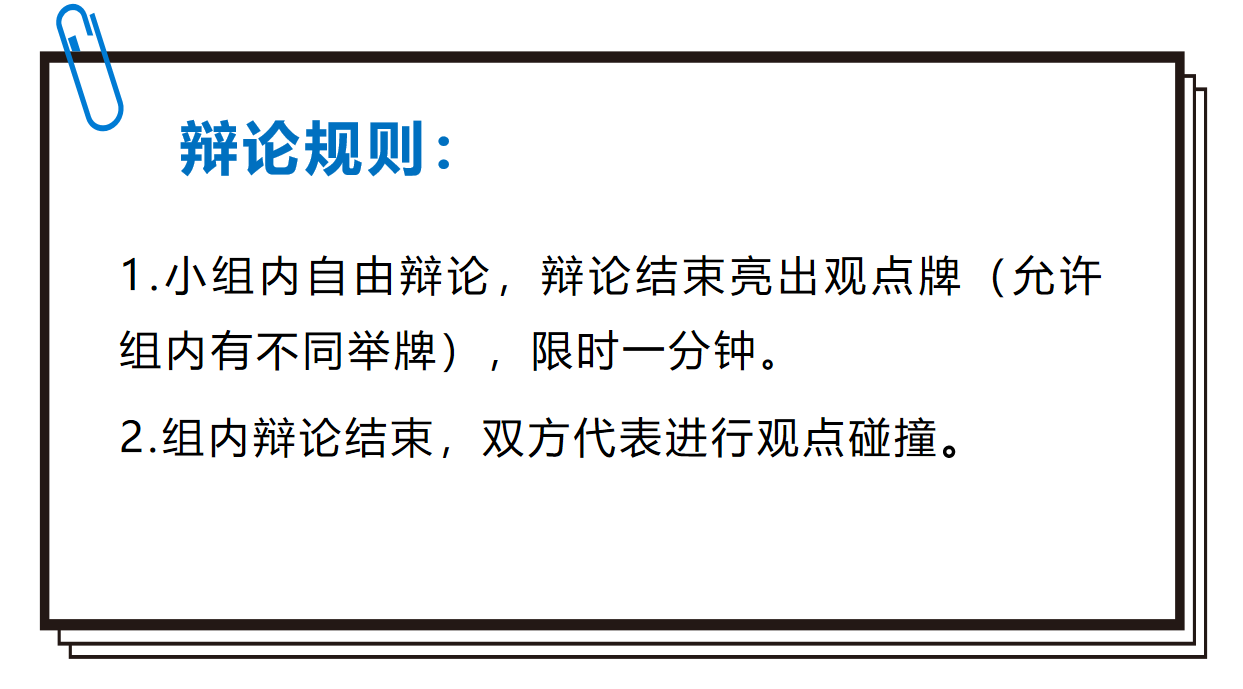 辩论规则：
1.小组内自由辩论，辩论结束亮出观点牌（允许
组内有不同举牌），限时一分钟。
2.组内辩论结束，双方代表进行观点碰撞。